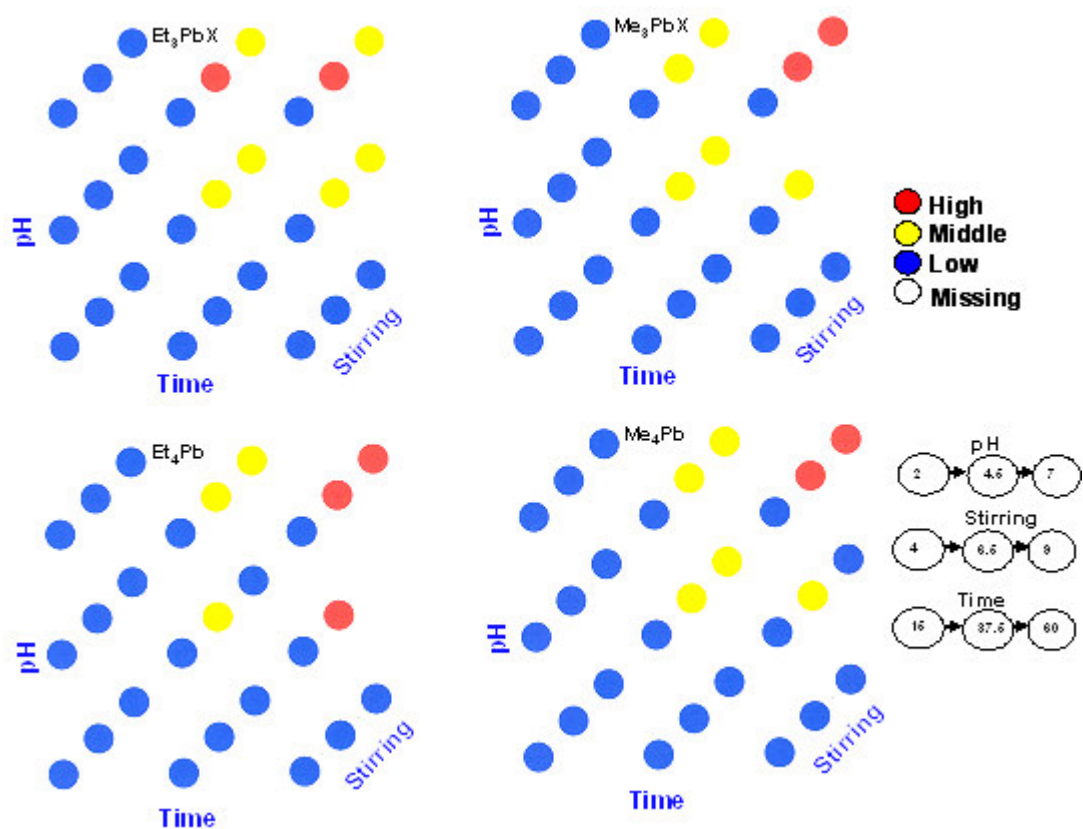 Et₃PbX
pH
Time
Stirring
Me₃PbX
pH
Time
Stirring
High
Middle
Low
Missing
Et₄Pb
pH
Time
Stirring
Me₄Pb
pH
Time
Stirring
pH
2 4.5 7
Stirring
4 6.5 9
Time
15 37.5 60